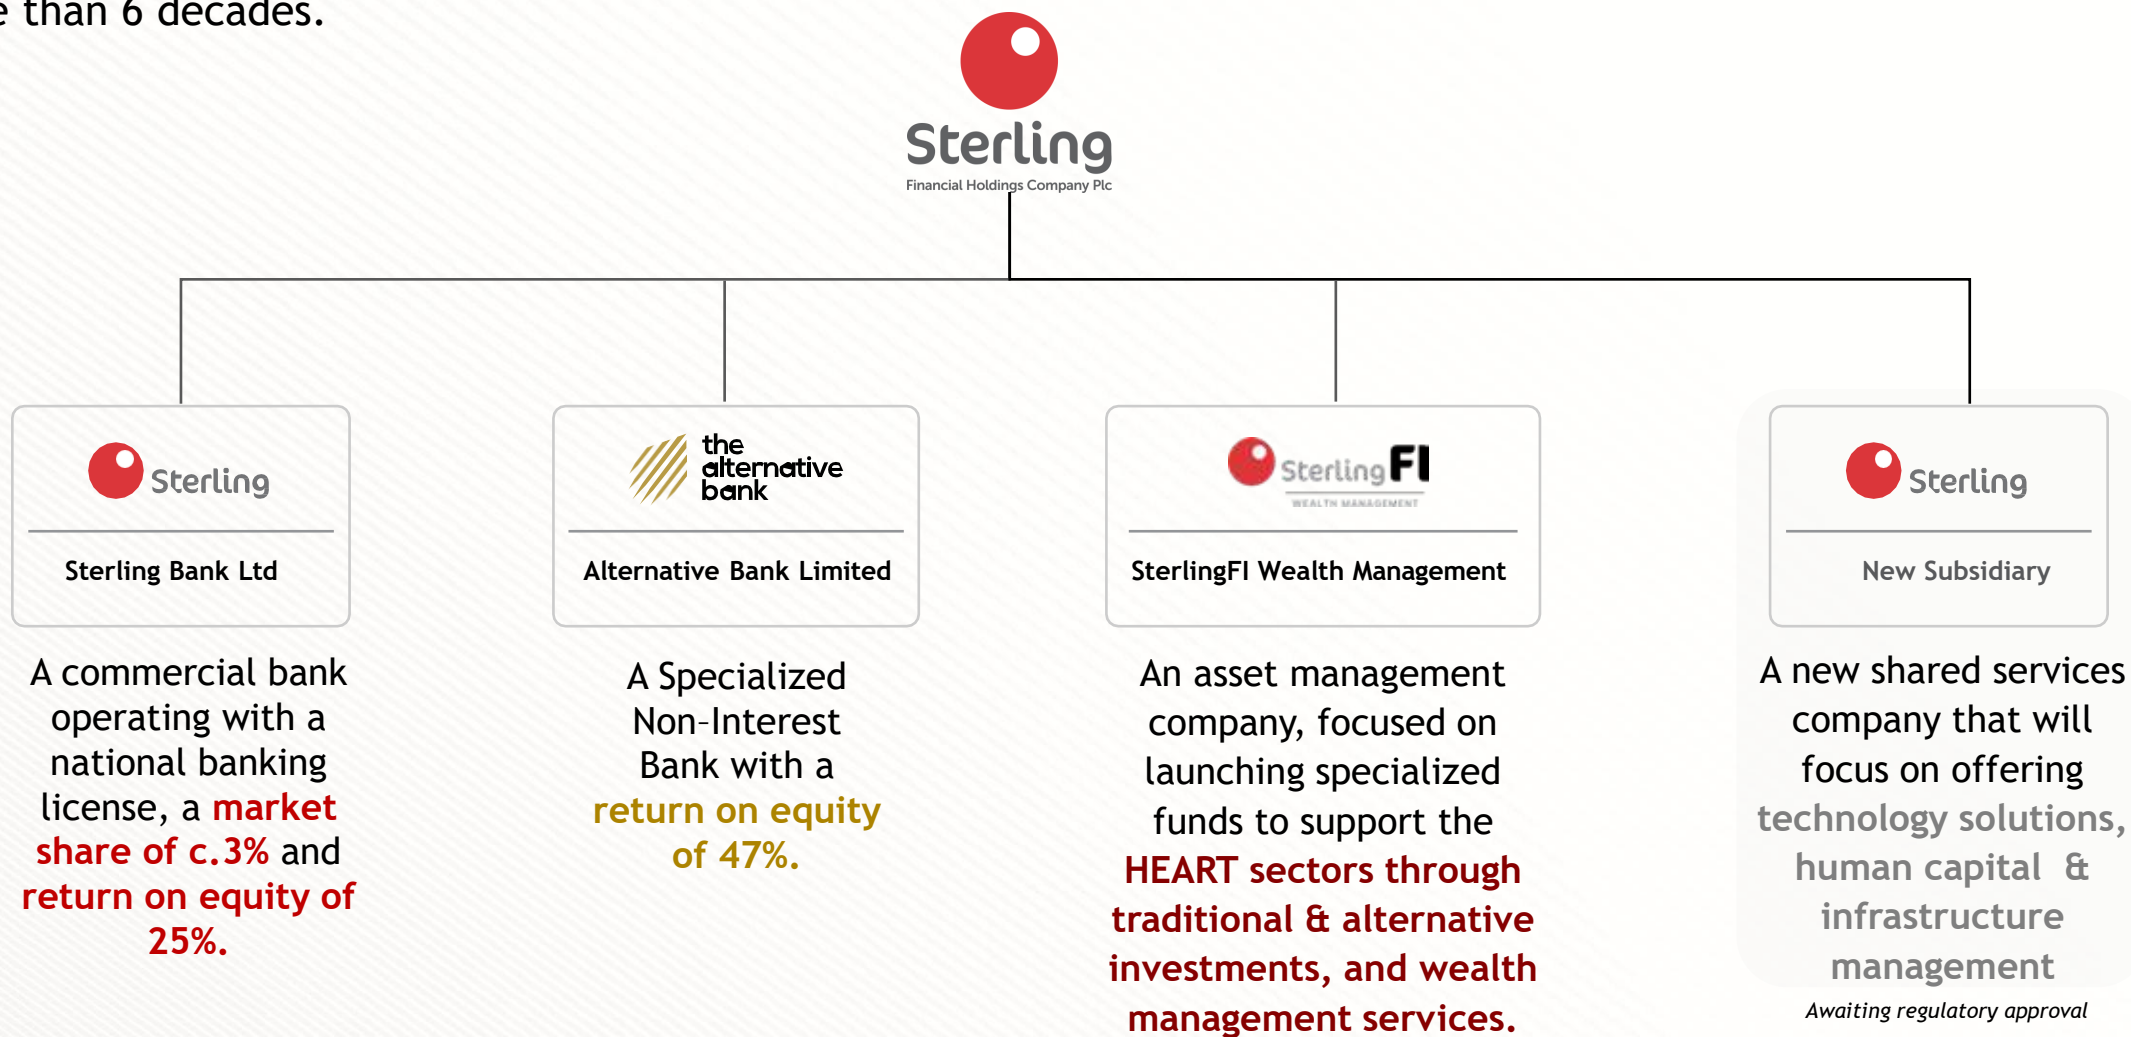 e than 6 decades.
Sterling
Financial Holdings Company Plc
Sterling
Sterling Bank Ltd
A commercial bank
operating with a
national banking
license, a market
share of c.3% and
return on equity of
25%.
the
alternative
bank
Alternative Bank Limited
A Specialized
Non-Interest
Bank with a
return on equity
of 47%.
Sterling FI
WEALTH MANAGEMENT
SterlingFI Wealth Management
An asset management
company, focused on
launching specialized
funds to support the
HEART sectors through
traditional & alternative
investments, and wealth
management services.
Sterling
New Subsidiary
A new shared services
company that will
focus on offering
technology solutions,
human capital &
infrastructure
management
Awaiting regulatory approval